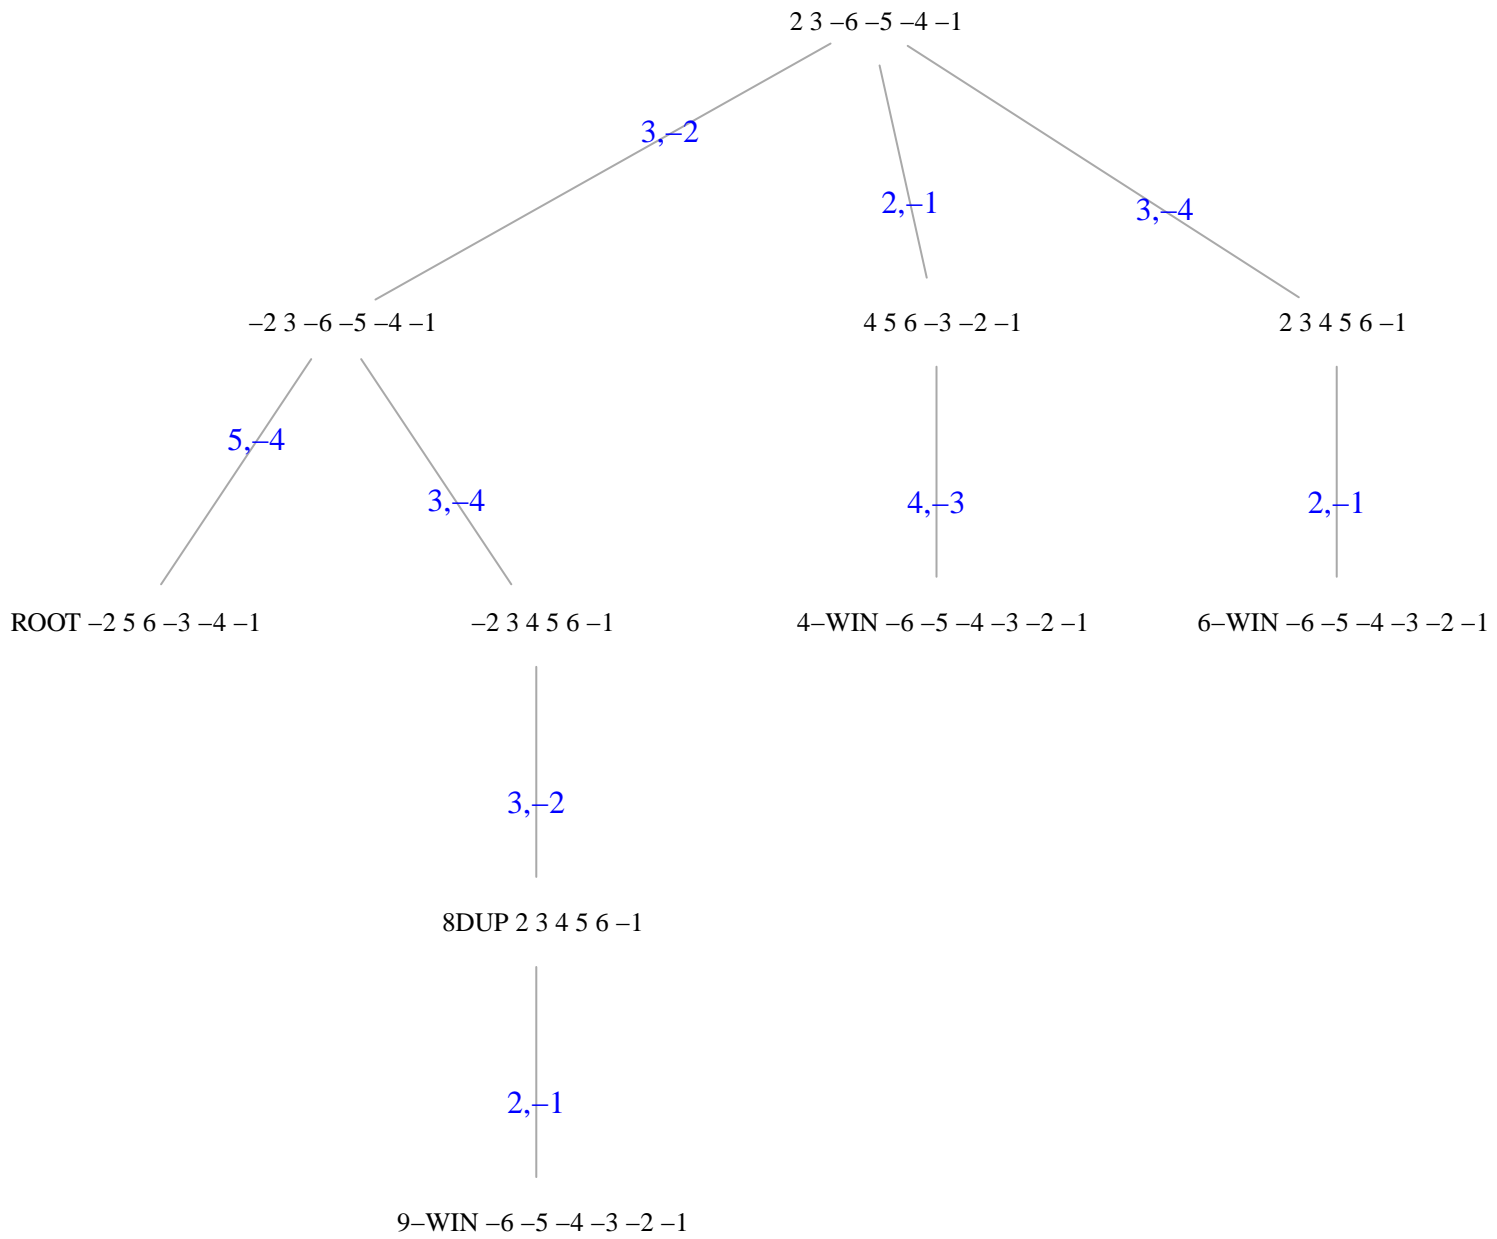 2 3 –6 –5 –4 –1
3,–2
2,–1
3,–4
–2 3 –6 –5 –4 –1
4 5 6 –3 –2 –1
2 3 4 5 6 –1
5,–4
3,–4
4,–3
2,–1
ROOT –2 5 6 –3 –4 –1
–2 3 4 5 6 –1
4–WIN –6 –5 –4 –3 –2 –1
6–WIN –6 –5 –4 –3 –2 –1
3,–2
8DUP 2 3 4 5 6 –1
2,–1
9–WIN –6 –5 –4 –3 –2 –1